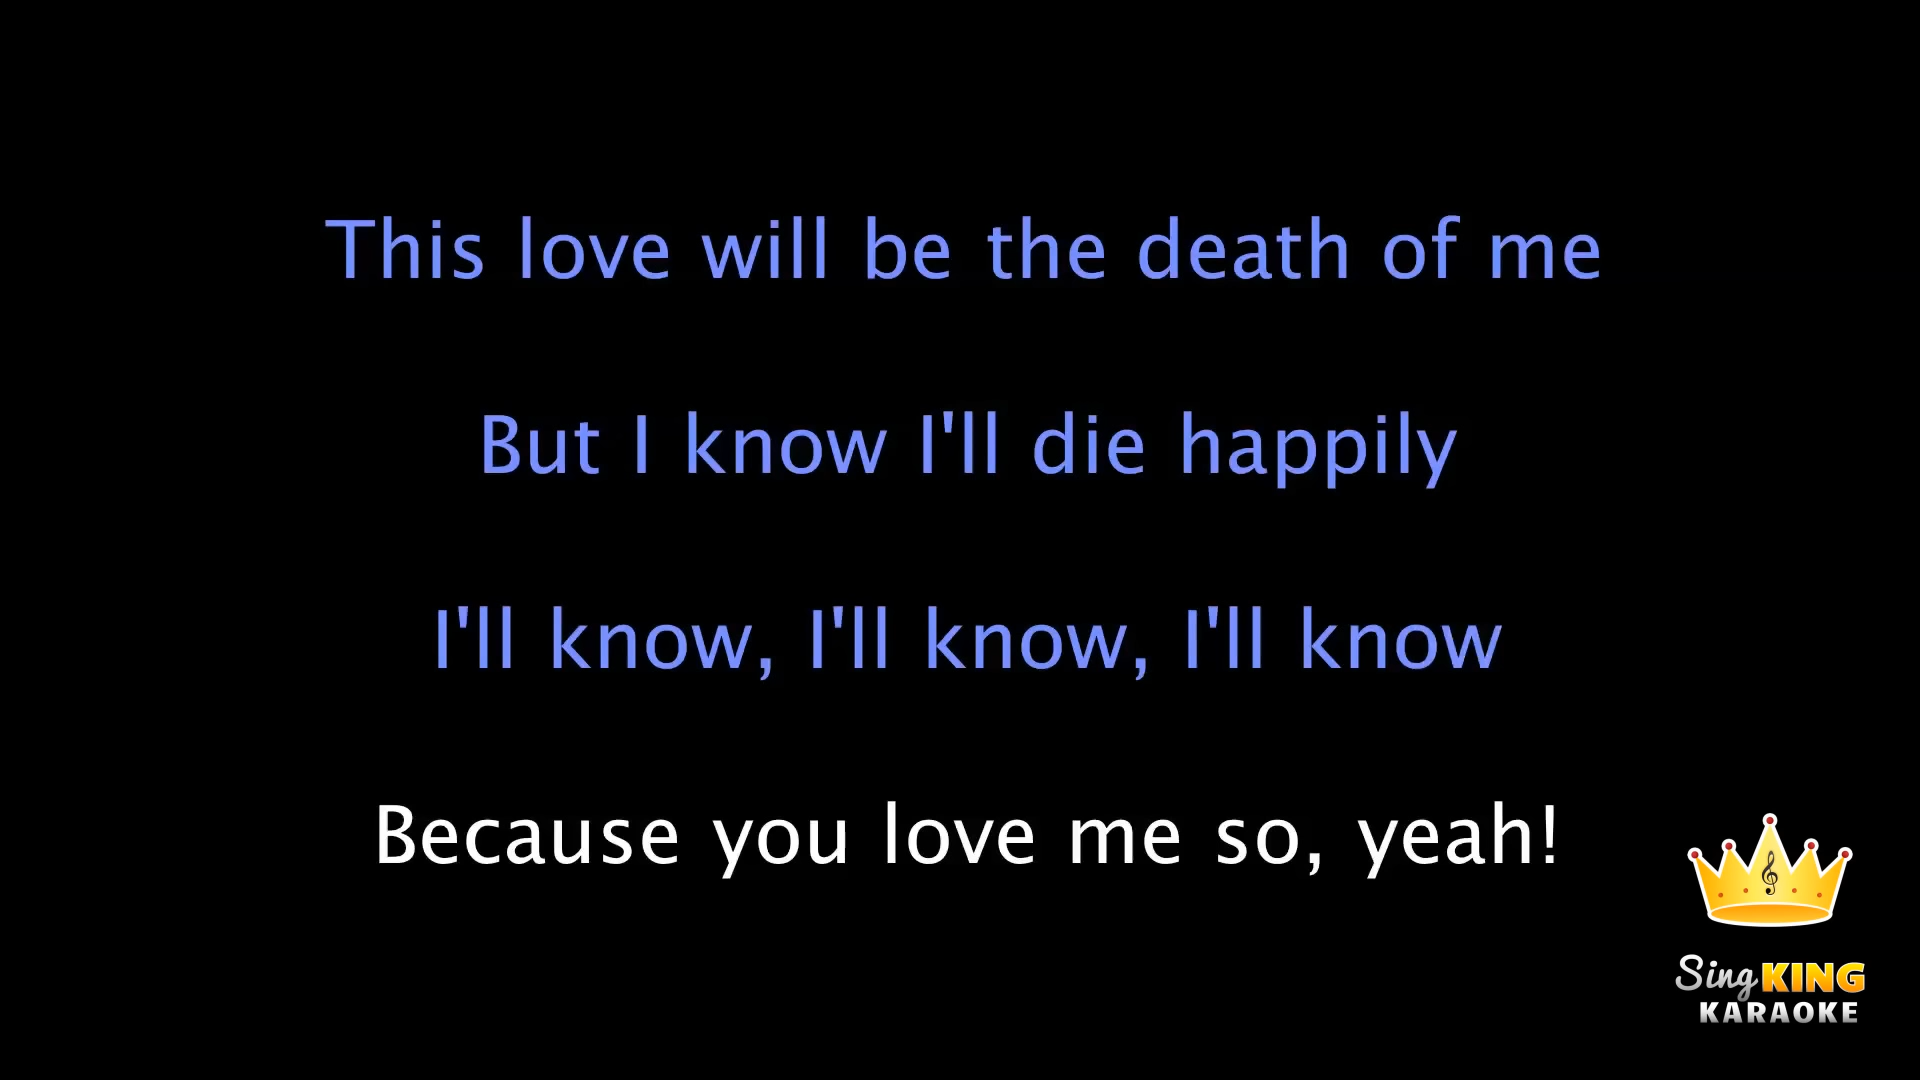 This love will be the death of me
But I know I'll die happily
I'll know, I'll know, I'll know
Because you love me so, yeah!
Sing KING
KARAOKE